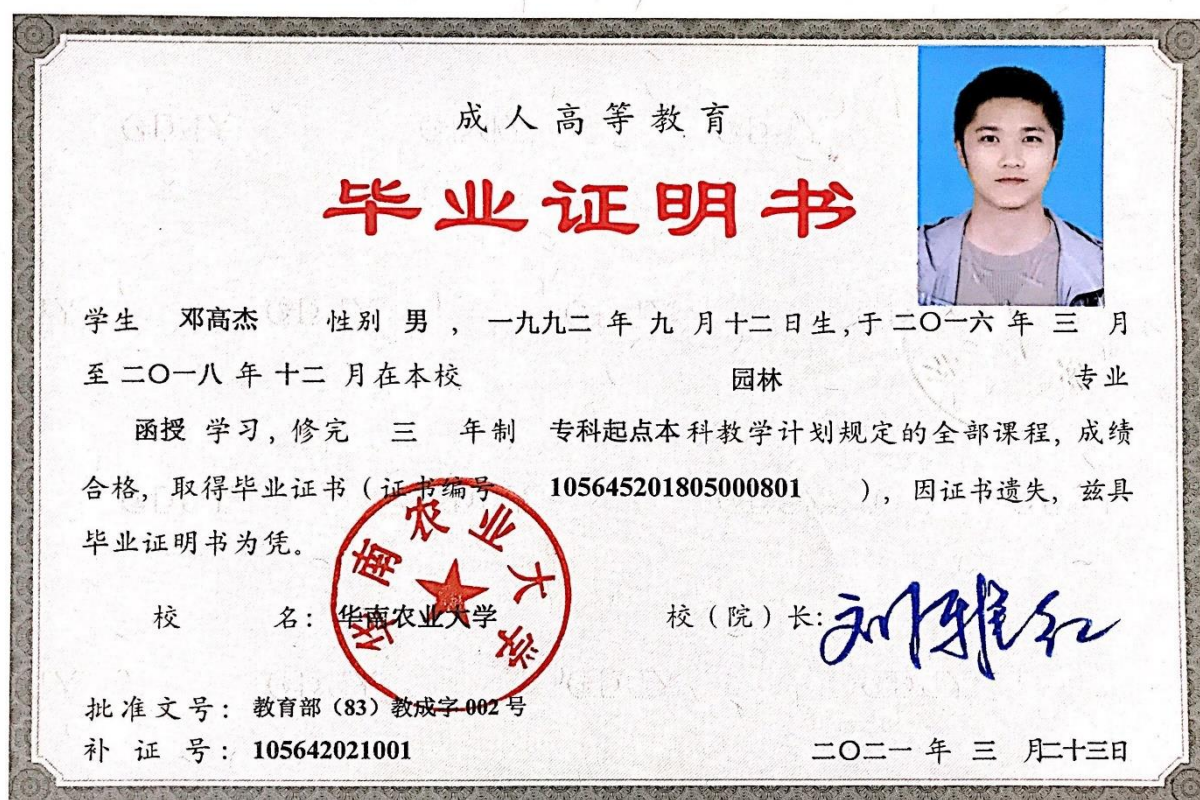 成人高等教育
毕业证明书
学生 邓高杰 性别 男 , 一九九二 年 九 月 十二 日生,于 二〇一六 年 三 月
至 二〇一八 年 十二 月在本校 园林 专业
函授 学习, 修完 三 年制 专科起点本 科教学计划规定的全部课程, 成绩
合格, 取得毕业证书 ( 证书编号 105645201805000801 ), 因证书遗失, 兹具
毕业证明书为凭。
校 名: 华南农业大学
校(院)长: 刘雅红
华南农业大学
批准文号: 教育部(83)教成字 002 号
补 证 号: 105642021001
二〇二一 年 三 月二十三日